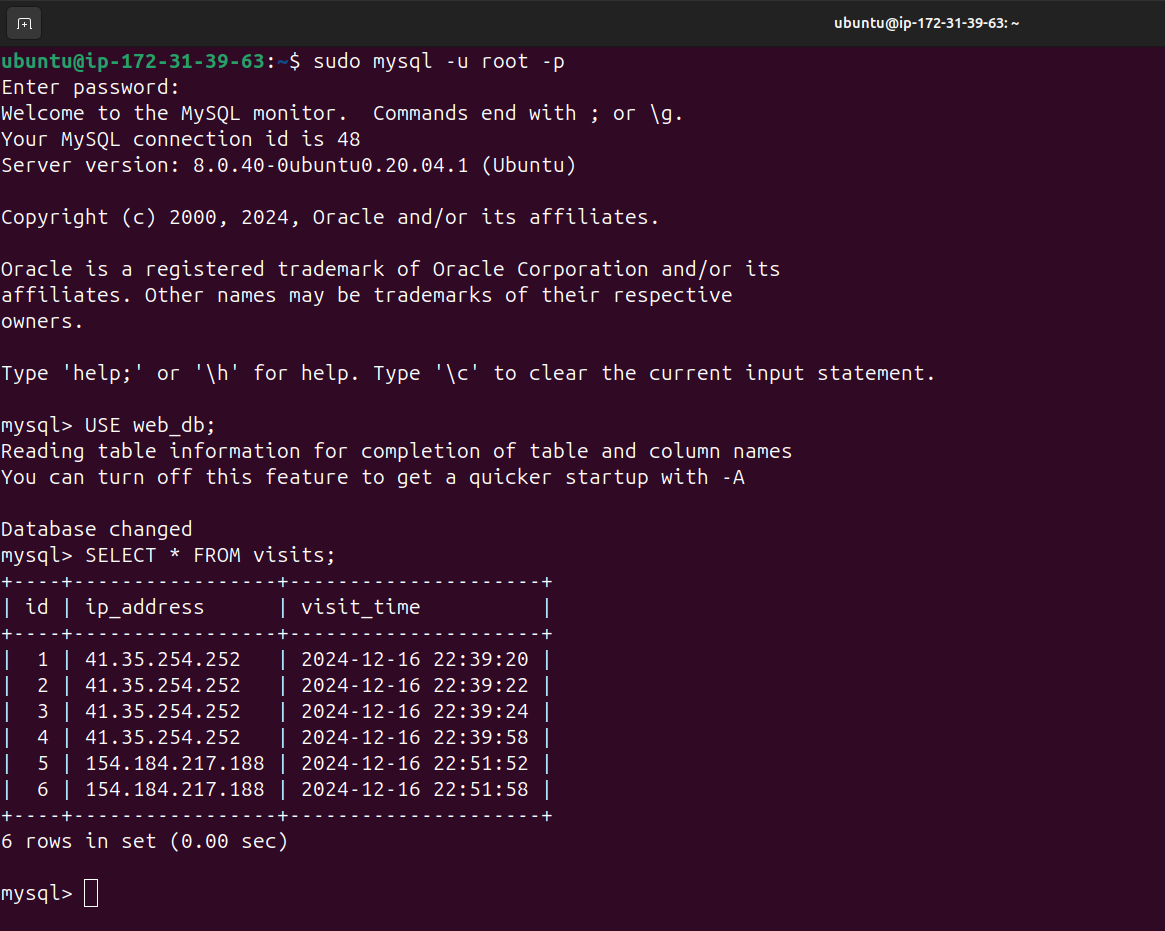 ubuntu@ip-172-31-39-63: ~
ubuntu@ip-172-31-39-63:~$ sudo mysql -u root -p
Enter password:
Welcome to the MySQL monitor.  Commands end with ; or \g.
Your MySQL connection id is 48
Server version: 8.0.40-0ubuntu0.20.04.1 (Ubuntu)

Copyright (c) 2000, 2024, Oracle and/or its affiliates.

Oracle is a registered trademark of Oracle Corporation and/or its
affiliates. Other names may be trademarks of their respective
owners.

Type 'help;' or '\h' for help. Type '\c' to clear the current input statement.

mysql> USE web_db;
Reading table information for completion of table and column names
You can turn off this feature to get a quicker startup with -A

Database changed
mysql> SELECT * FROM visits;
+----+-----------------+---------------------+
| id | ip_address      | visit_time          |
+----+-----------------+---------------------+
|  1 | 41.35.254.252   | 2024-12-16 22:39:20 |
|  2 | 41.35.254.252   | 2024-12-16 22:39:22 |
|  3 | 41.35.254.252   | 2024-12-16 22:39:24 |
|  4 | 41.35.254.252   | 2024-12-16 22:39:58 |
|  5 | 154.184.217.188 | 2024-12-16 22:51:52 |
|  6 | 154.184.217.188 | 2024-12-16 22:51:58 |
+----+-----------------+---------------------+
6 rows in set (0.00 sec)

mysql>